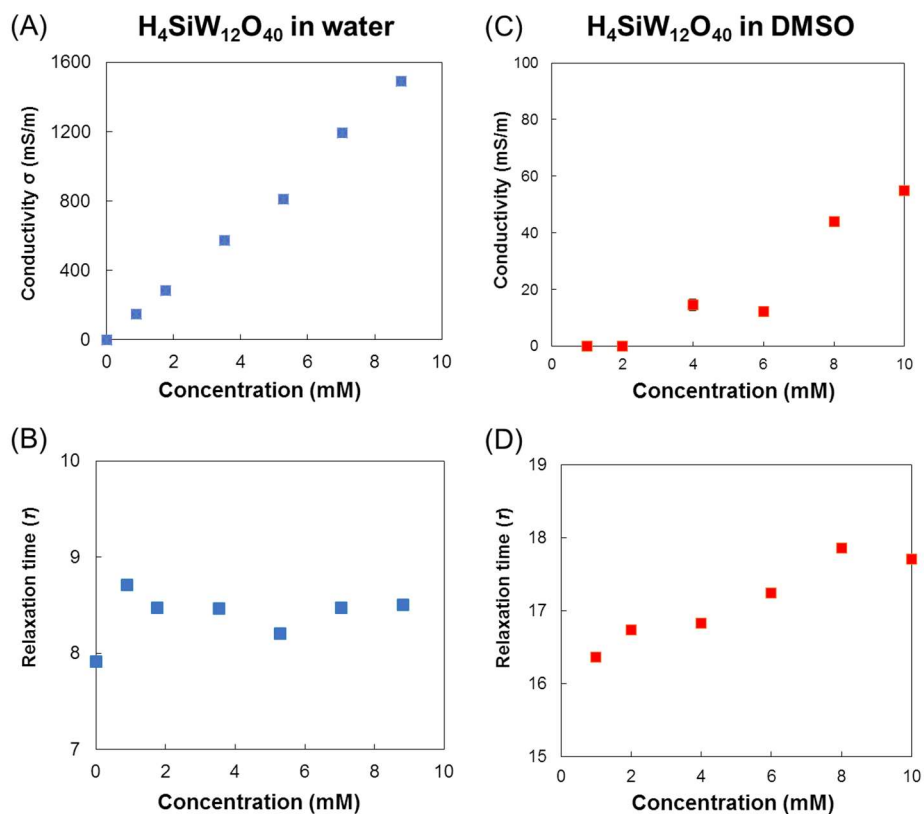 (A)
H₄SiW₁₂O₄₀ in water
Conductivity σ (mS/m)
1600
1200
800
400
0
0 2 4 6 8 10
Concentration (mM)
(C)
H₄SiW₁₂O₄₀ in DMSO
Conductivity (mS/m)
100
80
60
40
20
0
0 2 4 6 8 10
Concentration (mM)
(B)
Relaxation time (τ)
10
9
8
7
0 2 4 6 8 10
Concentration (mM)
(D)
Relaxation time (τ)
19
18
17
16
15
0 2 4 6 8 10
Concentration (mM)